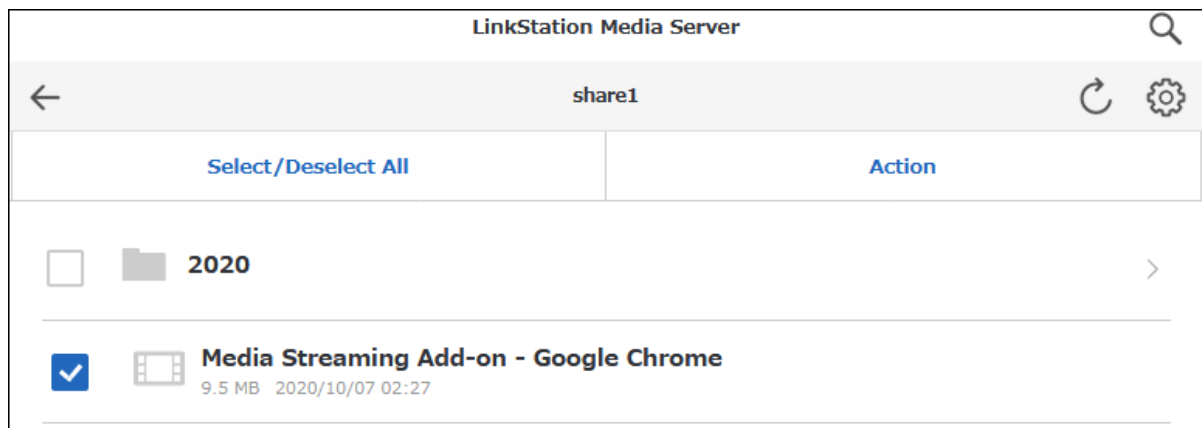 LinkStation Media Server
share1
Select/Deselect All
Action
2020
Media Streaming Add-on - Google Chrome
9.5 MB 2020/10/07 02:27